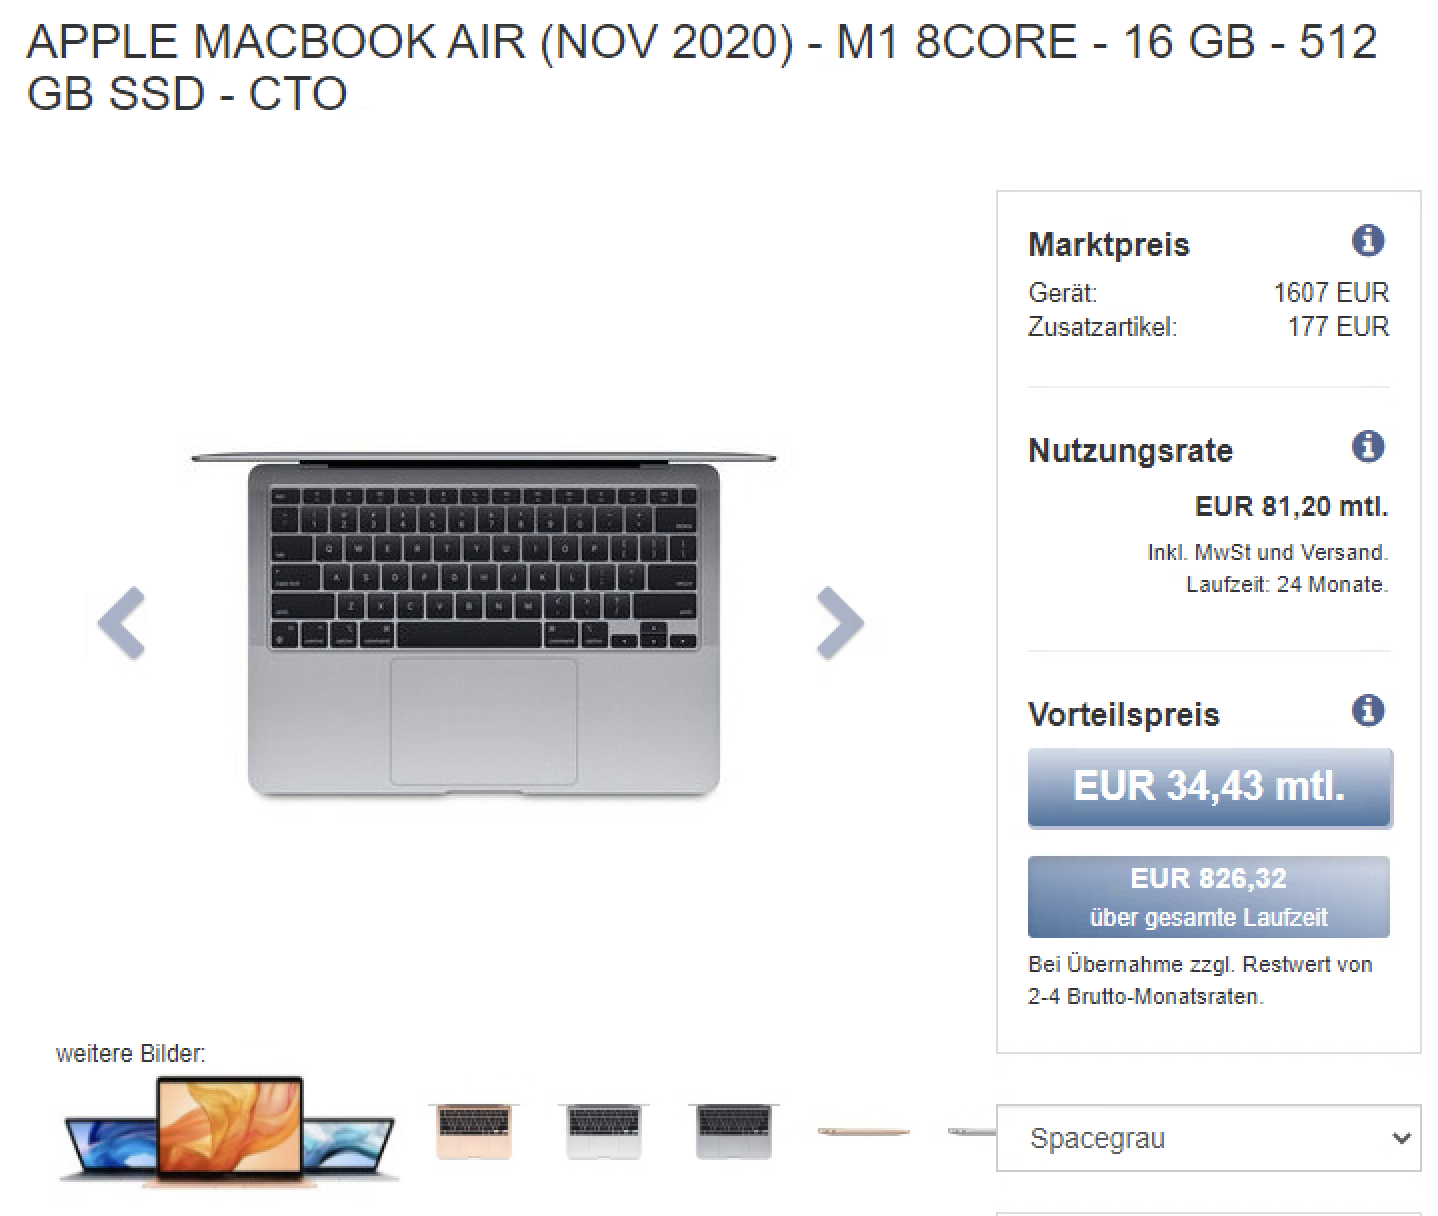 APPLE MACBOOK AIR (NOV 2020) - M1 8CORE - 16 GB - 512
GB SSD - CTO
Marktpreis
Gerät: 1607 EUR
Zusatzartikel: 177 EUR
Nutzungsrate
EUR 81,20 mtl.
Inkl. MwSt und Versand.
Laufzeit: 24 Monate.
Vorteilspreis
EUR 34,43 mtl.
EUR 826,32
über gesamte Laufzeit
Bei Übernahme zzgl. Restwert von
2-4 Brutto-Monatsraten.
weitere Bilder:
Spacegrau